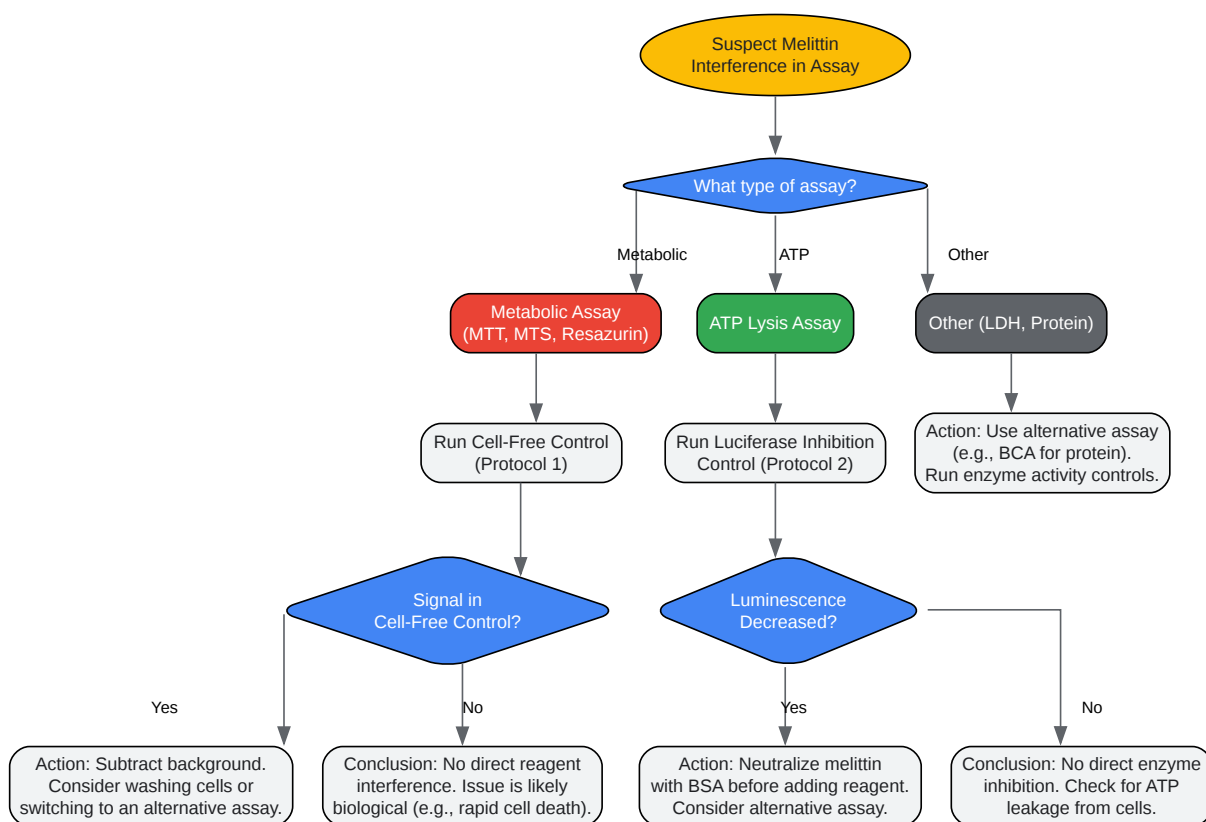 Suspect Melittin
Interference in Assay
What type of assay?
Metabolic
ATP
Other
Metabolic Assay
(MTT, MTS, Resazurin)
ATP Lysis Assay
Other (LDH, Protein)
Run Cell-Free Control
(Protocol 1)
Run Luciferase Inhibition
Control (Protocol 2)
Action: Use alternative assay
(e.g., BCA for protein).
Run enzyme activity controls.
Signal in
Cell-Free Control?
Luminescence
Decreased?
Yes
No
Yes
No
Action: Subtract background.
Consider washing cells or
switching to an alternative assay.
Conclusion: No direct reagent
interference. Issue is likely
biological (e.g., rapid cell death).
Action: Neutralize melittin
with BSA before adding reagent.
Consider alternative assay.
Conclusion: No direct enzyme
inhibition. Check for ATP
leakage from cells.